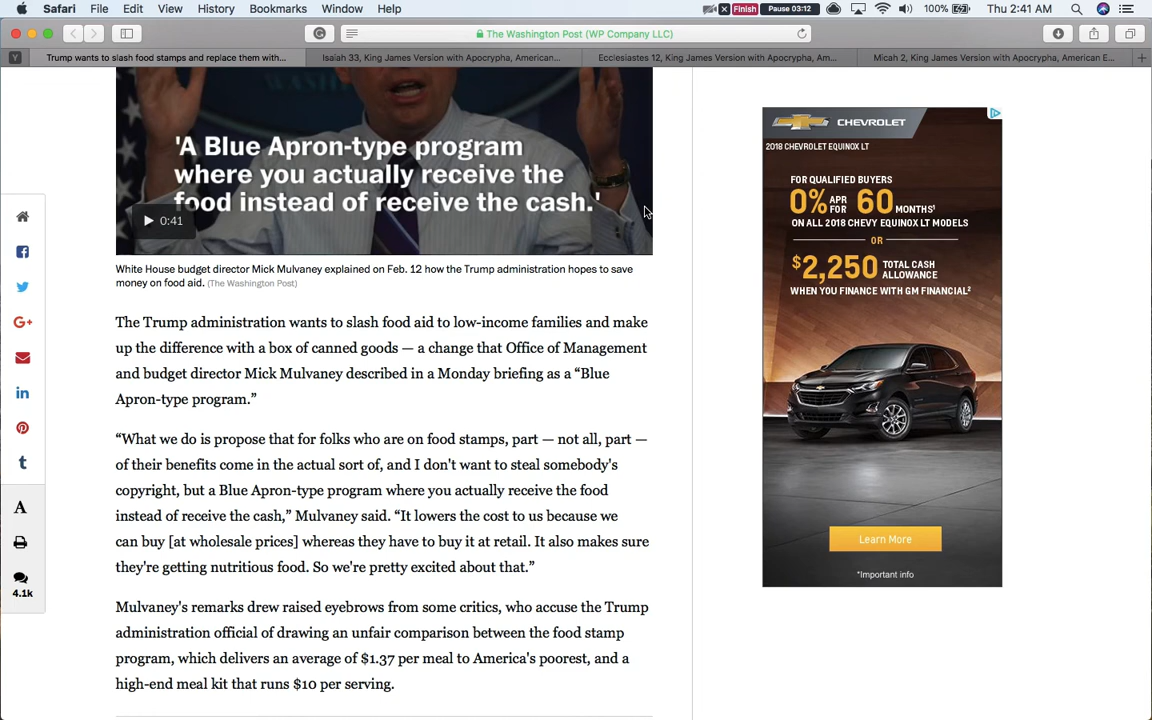 Safari File Edit View History Bookmarks Window Help
Finish Pause 03:12 100% Thu 2:41 AM
The Washington Post (WP Company LLC)
Trump wants to slash food stamps and replace them with...
Isaiah 33, King James Version with Apocrypha, American...
Ecclesiastes 12, King James Version with Apocrypha, Am...
Micah 2, King James Version with Apocrypha, American E...
'A Blue Apron-type program
where you actually receive the
food instead of receive the cash.'
0:41
White House budget director Mick Mulvaney explained on Feb. 12 how the Trump administration hopes to save
money on food aid. (The Washington Post)
The Trump administration wants to slash food aid to low-income families and make
up the difference with a box of canned goods — a change that Office of Management
and budget director Mick Mulvaney described in a Monday briefing as a “Blue
Apron-type program.”
“What we do is propose that for folks who are on food stamps, part — not all, part —
of their benefits come in the actual sort of, and I don't want to steal somebody's
copyright, but a Blue Apron-type program where you actually receive the food
instead of receive the cash,” Mulvaney said. “It lowers the cost to us because we
can buy [at wholesale prices] whereas they have to buy it at retail. It also makes sure
they're getting nutritious food. So we're pretty excited about that.”
Mulvaney's remarks drew raised eyebrows from some critics, who accuse the Trump
administration official of drawing an unfair comparison between the food stamp
program, which delivers an average of $1.37 per meal to America's poorest, and a
high-end meal kit that runs $10 per serving.
G+
in
t
A
4.1k
CHEVROLET
2018 CHEVROLET EQUINOX LT
FOR QUALIFIED BUYERS
0% APR FOR 60 MONTHS¹
ON ALL 2018 CHEVY EQUINOX LT MODELS
OR
$2,250 TOTAL CASH ALLOWANCE
WHEN YOU FINANCE WITH GM FINANCIAL²
Learn More
*Important info